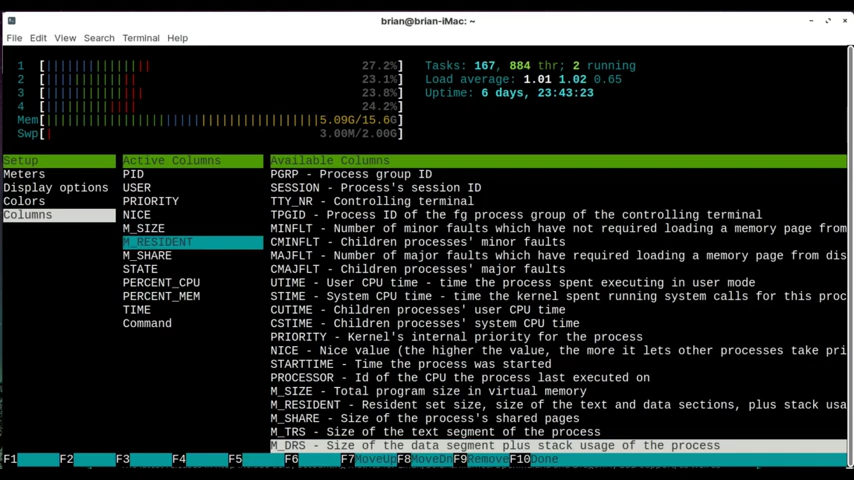 brian@brian-iMac: ~
File Edit View Search Terminal Help
1 [||||||||||||||||||| 27.2%]
2 [||||||||||||||||| 23.1%]
3 [|||||||||||||||||| 23.8%]
4 [||||||||||||||||| 24.2%]
Mem[|||||||||||||||||||||||||||||||||||||||||||||||5.09G/15.6G]
Swp[| 3.00M/2.00G]
Tasks: 167, 884 thr; 2 running
Load average: 1.01 1.02 0.65
Uptime: 6 days, 23:43:23
Setup
Meters
Display options
Colors
Columns
Active Columns
PID
USER
PRIORITY
NICE
M_SIZE
M_RESIDENT
M_SHARE
STATE
PERCENT_CPU
PERCENT_MEM
TIME
Command
Available Columns
PGRP - Process group ID
SESSION - Process's session ID
TTY_NR - Controlling terminal
TPGID - Process ID of the fg process group of the controlling terminal
MINFLT - Number of minor faults which have not required loading a memory page from
CMINFLT - Children processes' minor faults
MAJFLT - Number of major faults which have required loading a memory page from dis
CMAJFLT - Children processes' major faults
UTIME - User CPU time - time the process spent executing in user mode
STIME - System CPU time - time the kernel spent running system calls for this proc
CUTIME - Children processes' user CPU time
CSTIME - Children processes' system CPU time
PRIORITY - Kernel's internal priority for the process
NICE - Nice value (the higher the value, the more it lets other processes take pri
STARTTIME - Time the process was started
PROCESSOR - Id of the CPU the process last executed on
M_SIZE - Total program size in virtual memory
M_RESIDENT - Resident set size, size of the text and data sections, plus stack usa
M_SHARE - Size of the process's shared pages
M_TRS - Size of the text segment of the process
M_DRS - Size of the data segment plus stack usage of the process
F1 F2 F3 F4 F5 F6 F7MoveUp F8MoveDn F9Remove F10Done